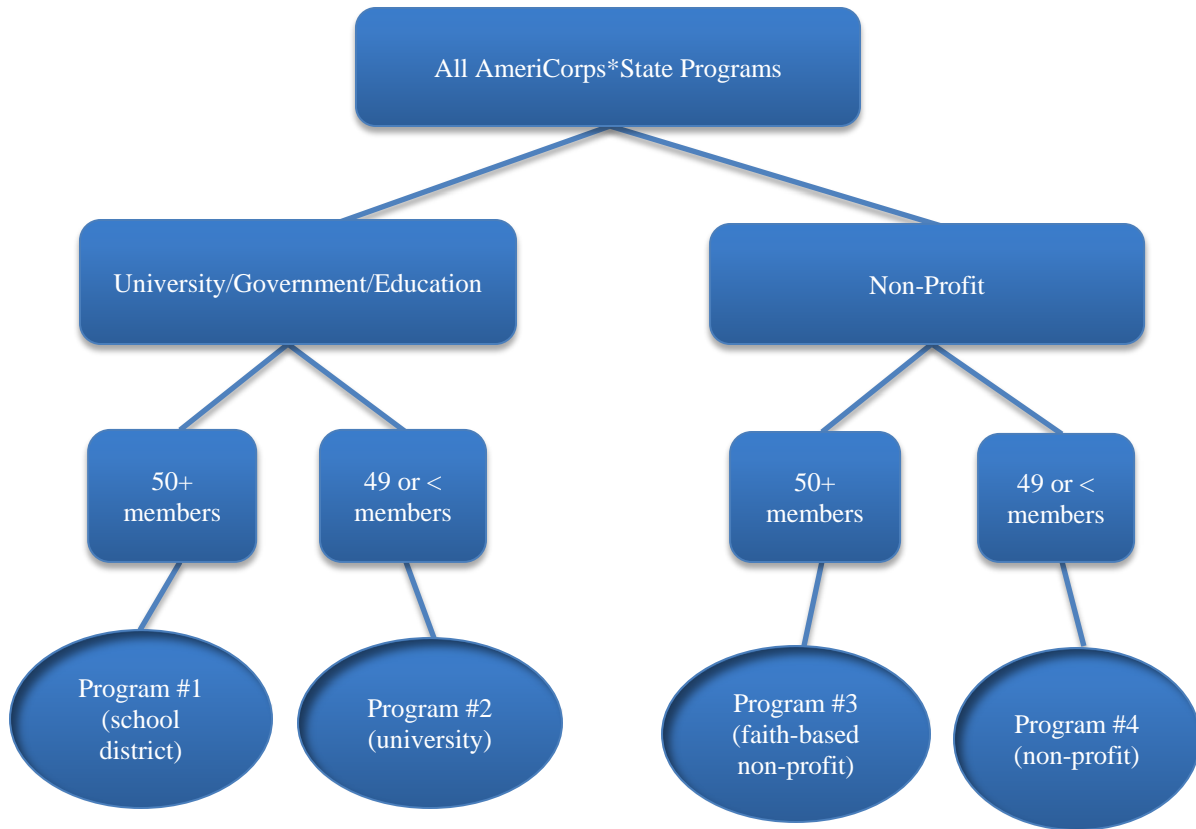 All AmeriCorps*State Programs
University/Government/Education
Non-Profit
50+
members
49 or <
members
50+
members
49 or <
members
Program #1
(school
district)
Program #2
(university)
Program #3
(faith-based
non-profit)
Program #4
(non-profit)